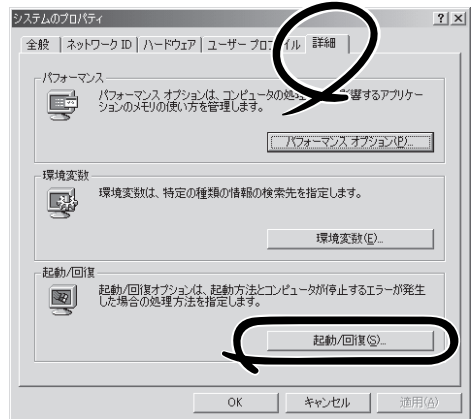 システムのプロパティ
全般
ネットワーク ID
ハードウェア
ユーザー プロ イル
詳細
パフォーマンス
パフォーマンス オプションは、コンピュータの処 響するアプリケー
ションのメモリの使い方を管理します。
パフォーマンス オプション(P)...
環境変数
環境変数は、特定の種類の情報の検索先を指定します。
環境変数(E)...
起動/回復
起動/回復オプションは、起動方法とコンピュータが停止するエラーが発生
した場合の処理方法を指定します。
起動/回復(S)...
OK
キャンセル
適用(A)